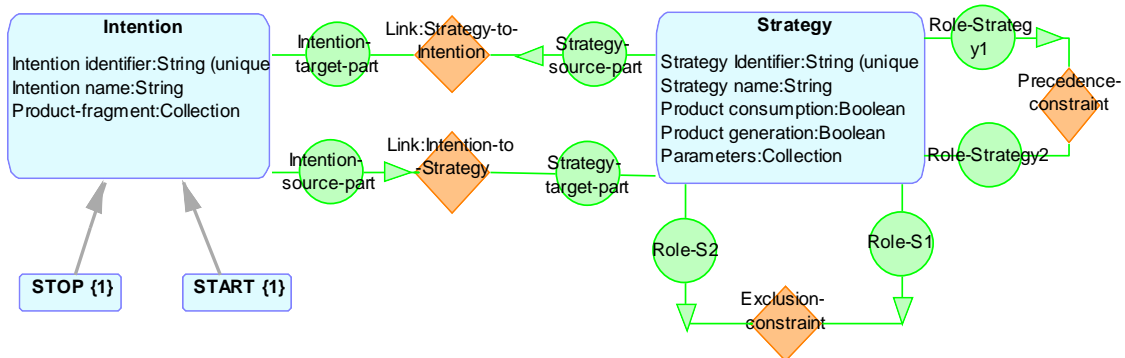 Intention
Intention identifier:String (unique
Intention name:String
Product-fragment:Collection
Intention-
target-part
Link:Strategy-to-
Intention
Strategy-
source-part
Strategy
Strategy Identifier:String (unique
Strategy name:String
Product consumption:Boolean
Product generation:Boolean
Parameters:Collection
Role-Strateg
y1
Precedence-
constraint
Role-Strategy2
Intention-
source-part
Link:Intention-to
-Strategy
Strategy-
target-part
Role-S2
Role-S1
Exclusion-
constraint
STOP {1}
START {1}